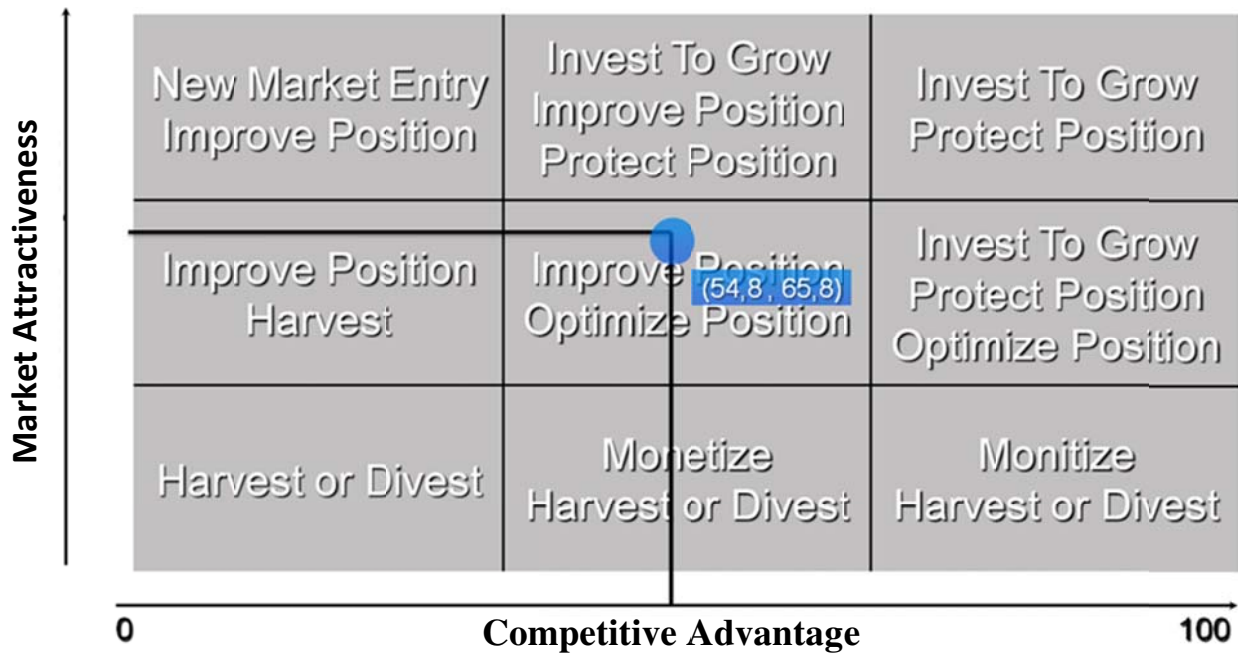 Market Attractiveness
New Market Entry
Improve Position
Invest To Grow
Improve Position
Protect Position
Invest To Grow
Protect Position
Improve Position
Harvest
Improve Position
Optimize Position
(54,8 , 65,8)
Invest To Grow
Protect Position
Optimize Position
Harvest or Divest
Monetize
Harvest or Divest
Monitize
Harvest or Divest
0
Competitive Advantage
100